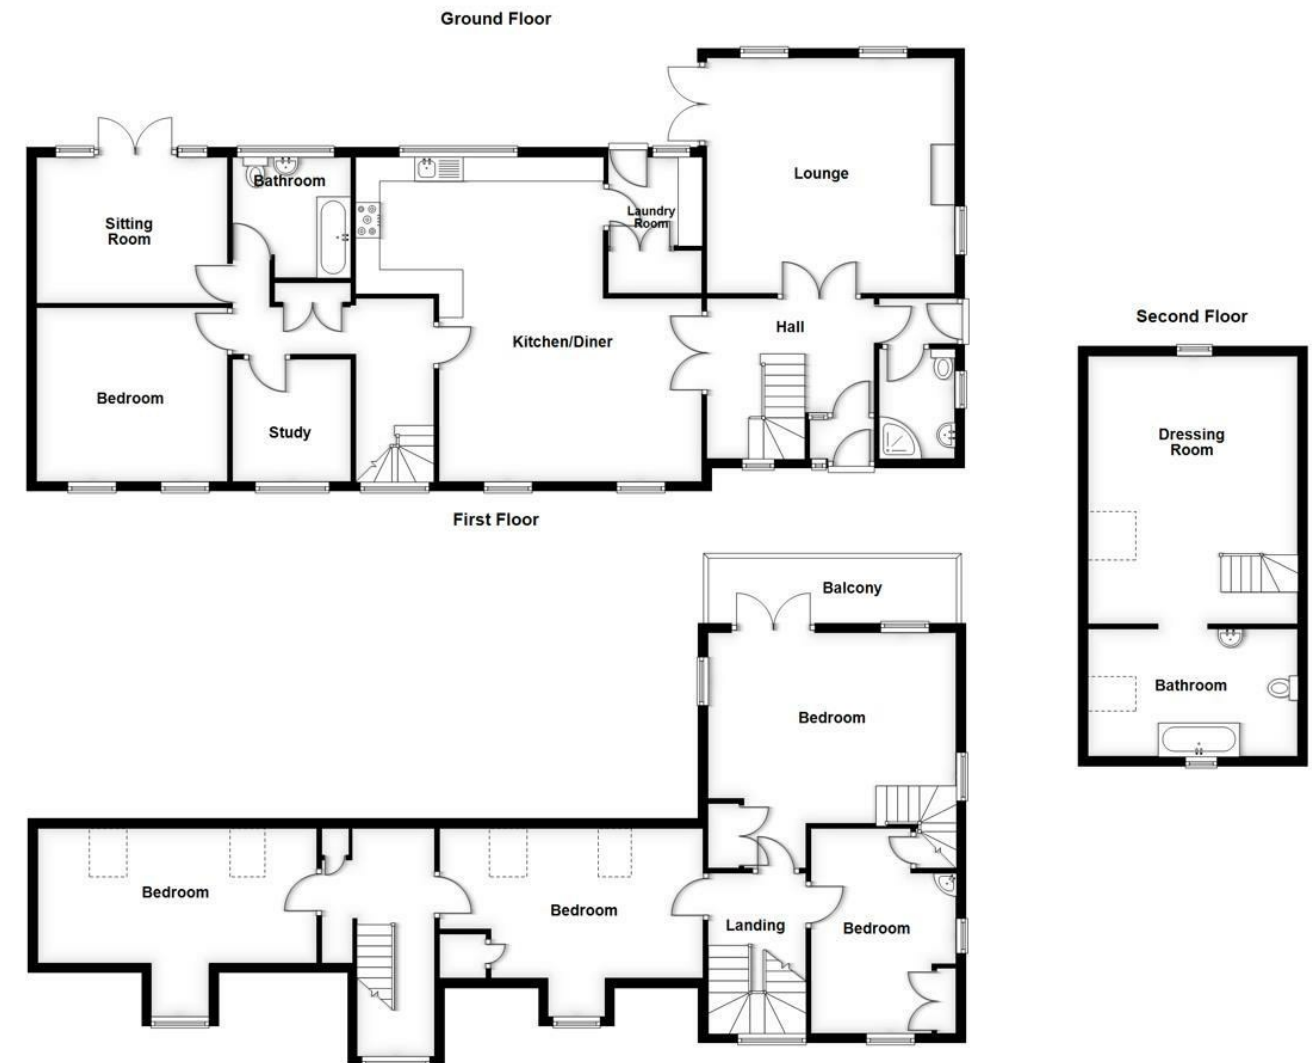 Ground Floor
Lounge
Bathroom
Sitting
Room
Laundry
Room
Hall
Kitchen/Diner
Bedroom
Study
Second Floor
Dressing
Room
Bathroom
First Floor
Balcony
Bedroom
Bedroom
Bedroom
Landing
Bedroom